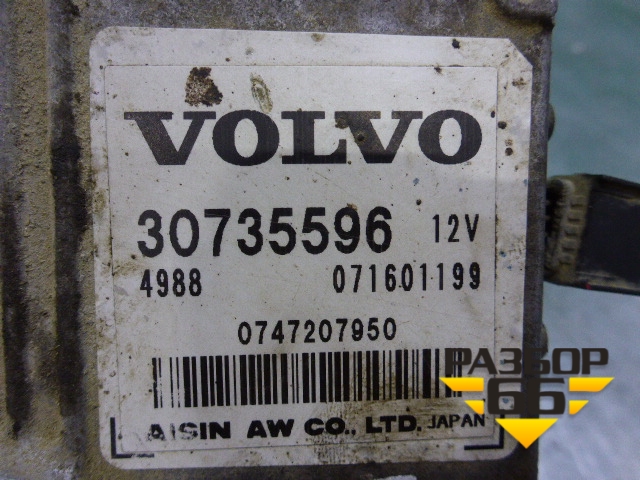 VOLVO
30735596 12V
4988 071601199
0747207950
AISIN AW CO., LTD. JAPAN
РАЗБОР
66